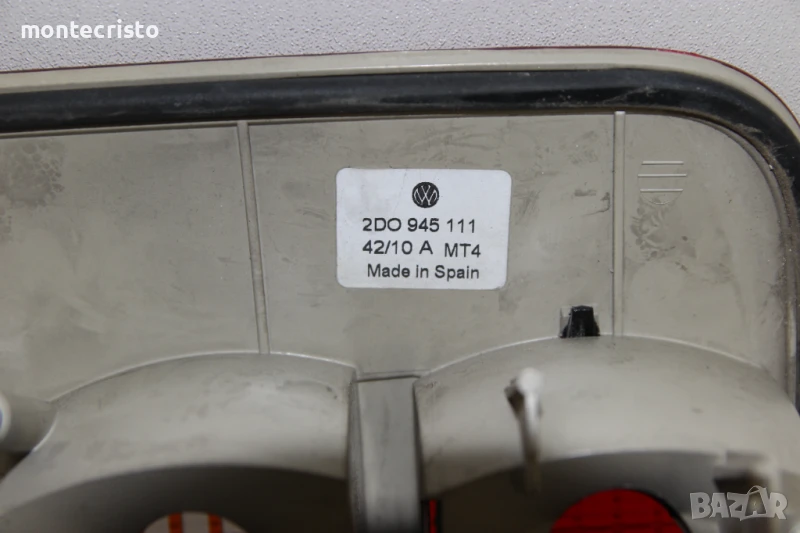 montecristo
2DO 945 111
42/10 A MT4
Made in Spain
BAZAR